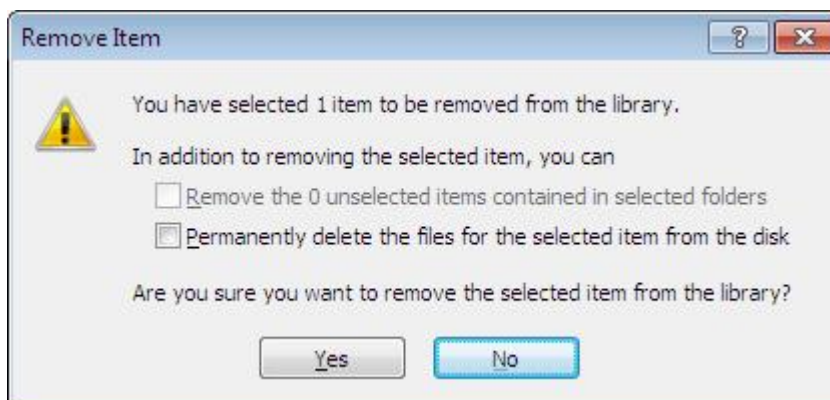 Remove Item
You have selected 1 item to be removed from the library.
In addition to removing the selected item, you can
Remove the 0 unselected items contained in selected folders
Permanently delete the files for the selected item from the disk
Are you sure you want to remove the selected item from the library?
Yes
No